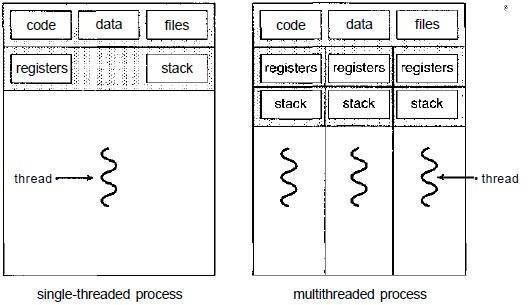 code data files
registers stack
thread
single-threaded process
code data files
registers registers registers
stack stack stack
thread
multithreaded process